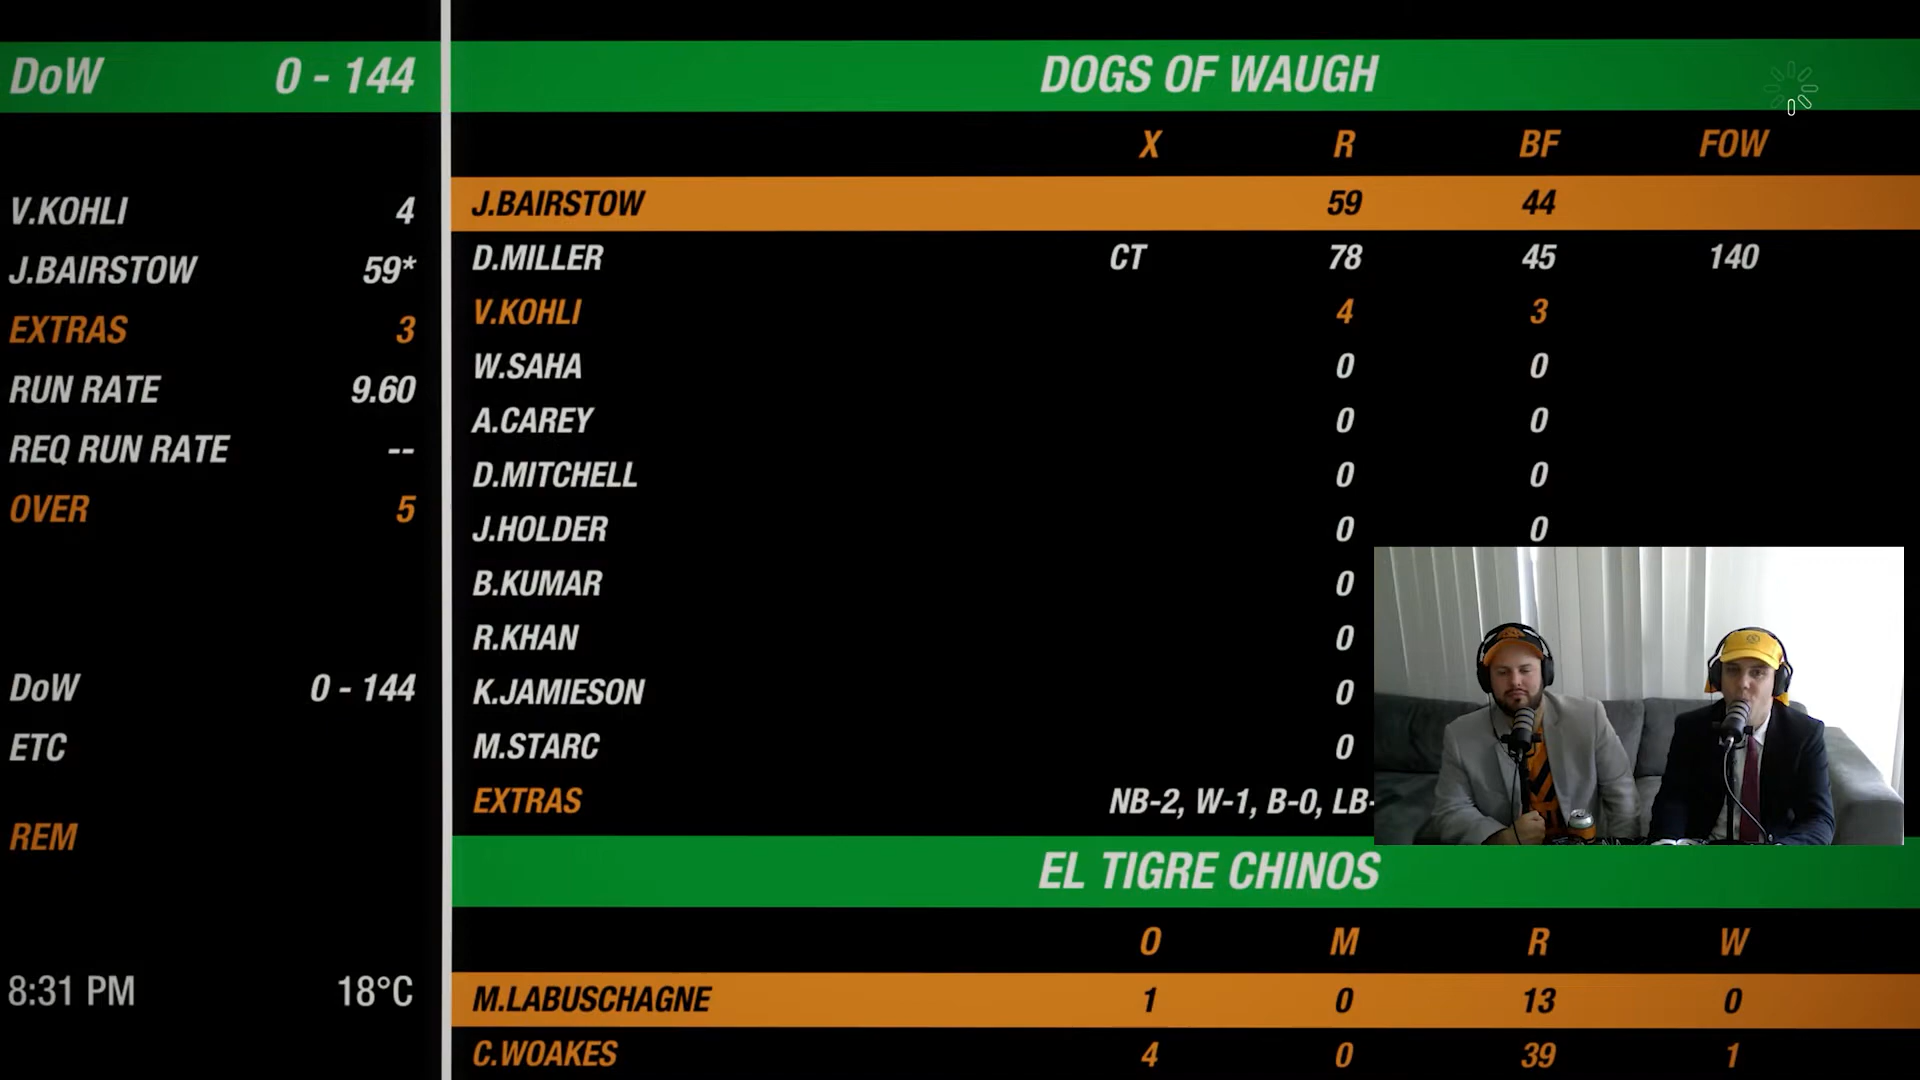 DoW 0 - 144
V.KOHLI 4
J.BAIRSTOW 59*
EXTRAS 3
RUN RATE 9.60
REQ RUN RATE --
OVER 5
DoW 0 - 144
ETC
REM
8:31 PM 18°C
DOGS OF WAUGH
X R BF FOW
J.BAIRSTOW 59 44
D.MILLER CT 78 45 140
V.KOHLI 4 3
W.SAHA 0 0
A.CAREY 0 0
D.MITCHELL 0 0
J.HOLDER 0 0
B.KUMAR 0
R.KHAN 0
K.JAMIESON 0
M.STARC 0
EXTRAS NB-2, W-1, B-0, LB-
EL TIGRE CHINOS
O M R W
M.LABUSCHAGNE 1 0 13 0
C.WOAKES 4 0 39 1